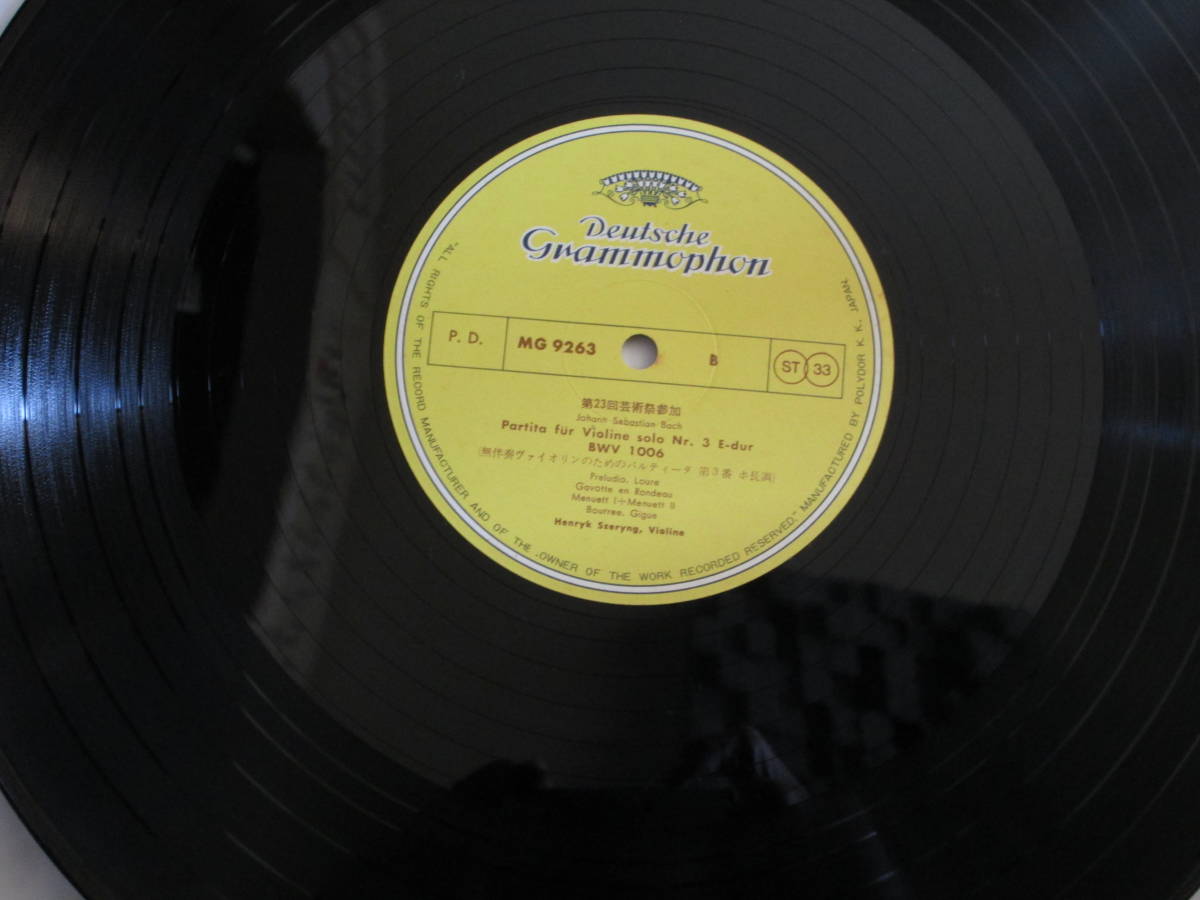 Deutsche
Grammophon
P. D. MG 9263 B ST 33
第23回芸術祭参加
Johann Sebastian Bach
Partita für Violine solo Nr. 3 E-dur
BWV 1006
(無伴奏ヴァイオリンのためのパルティータ 第3番 ホ長調)
Preludio, Loure
Gavotte en Rondeau
Menuett I+Menuett II
Bourree, Gigue
Henryk Szeryng, Violine
"ALL RIGHTS OF THE RECORD MANUFACTURER AND OF THE OWNER OF THE WORK RECORDED RESERVED." MANUFACTURED BY POLYDOR K. K. JAPAN.